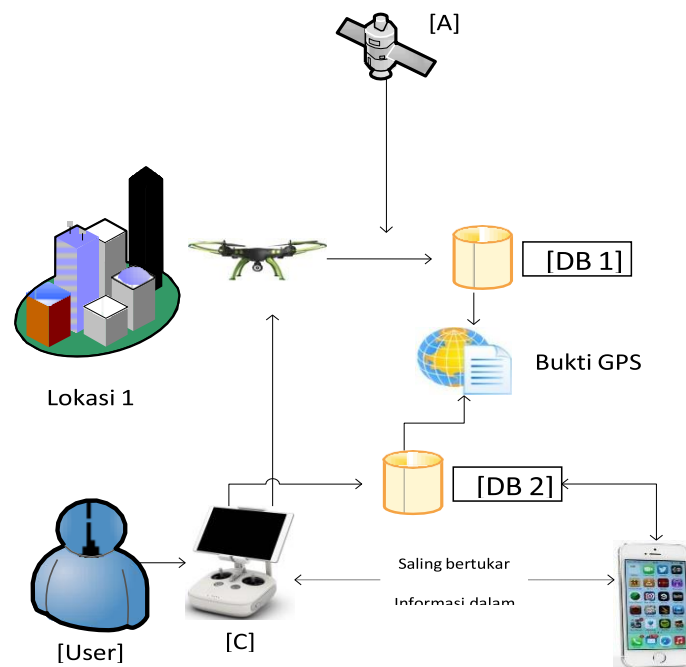 [A]
[DB 1]
Bukti GPS
Lokasi 1
[DB 2]
Saling bertukar
Informasi dalam
[User]
[C]